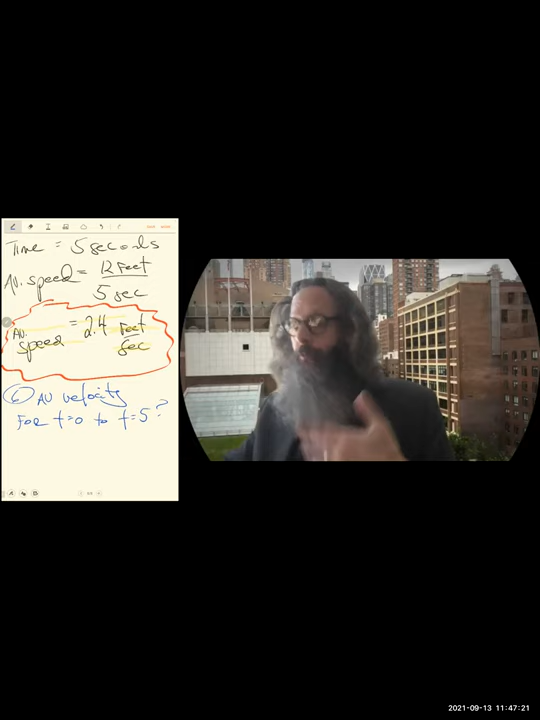 Time = 5 seconds
Av. speed = 12 Feet
5 sec
Av. speed = 2.4 Feet
sec
6 Av velocity
For t=0 to t=5?
2021-09-13 11:47:21